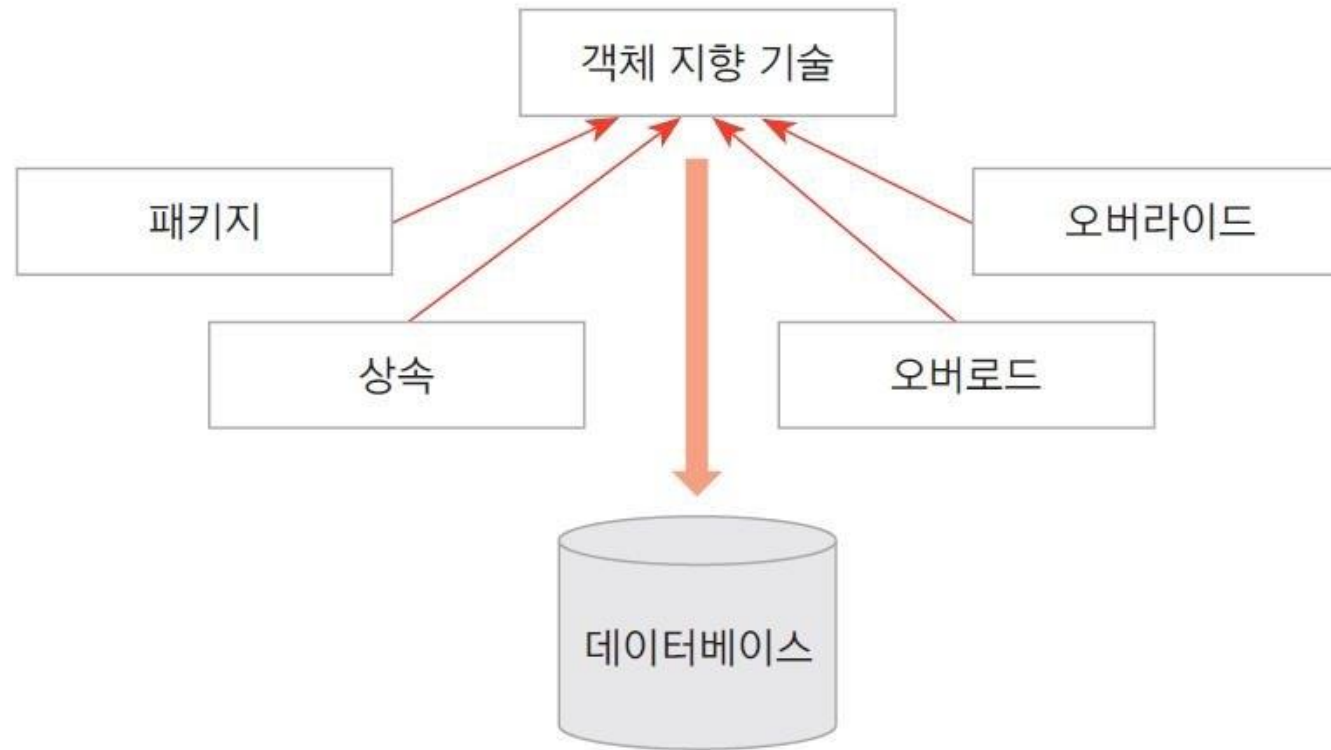 객체 지향 기술
패키지
오버라이드
상속
오버로드
데이터베이스